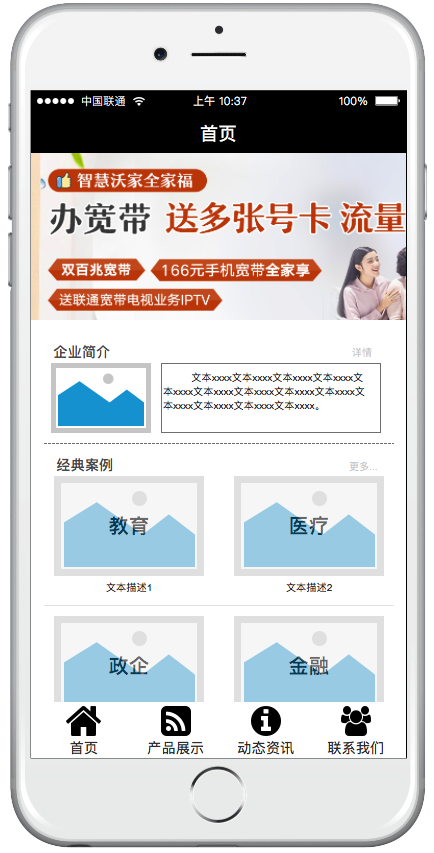 中国联通 上午 10:37 100%
首页
智慧沃家全家福
办宽带 送多张号卡 流量
双百兆宽带 166元手机宽带全家享
送联通宽带电视业务IPTV
企业简介 详情
文本xxxx文本xxxx文本xxxx文本xxxx文
本xxxx文本xxxx文本xxxx文本xxxx文本xxxx文
本xxxx文本xxxx文本xxxx文本xxxx。
经典案例 更多...
教育 医疗
文本描述1 文本描述2
政企 金融
首页 产品展示 动态资讯 联系我们